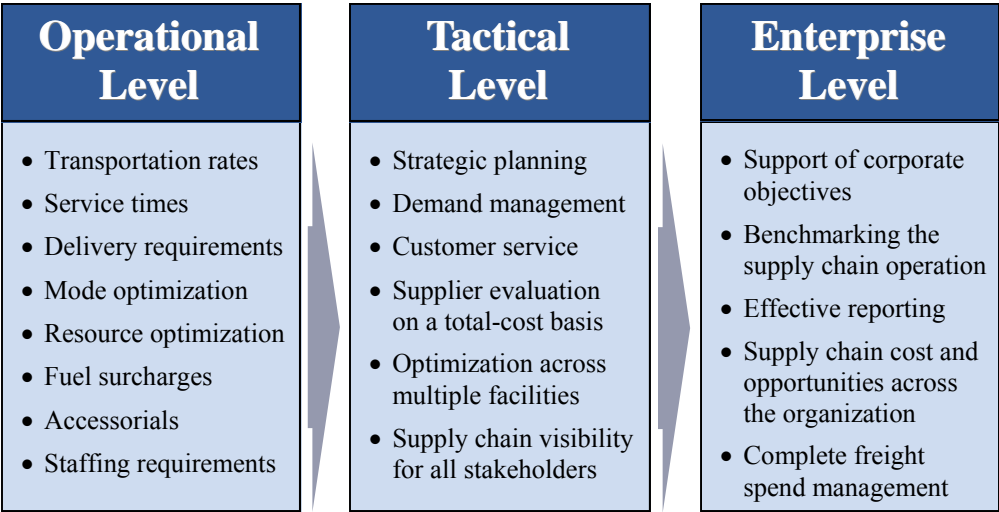 Operational
Level
• Transportation rates
• Service times
• Delivery requirements
• Mode optimization
• Resource optimization
• Fuel surcharges
• Accessorials
• Staffing requirements
Tactical
Level
• Strategic planning
• Demand management
• Customer service
• Supplier evaluation
on a total-cost basis
• Optimization across
multiple facilities
• Supply chain visibility
for all stakeholders
Enterprise
Level
• Support of corporate
objectives
• Benchmarking the
supply chain operation
• Effective reporting
• Supply chain cost and
opportunities across
the organization
• Complete freight
spend management